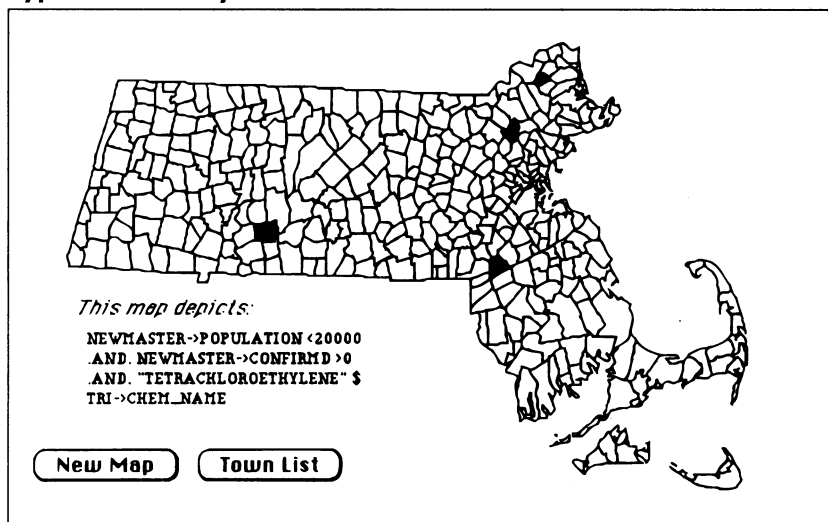 This map depicts:
NEWMASTER->POPULATION <20000
.AND. NEWMASTER->CONFIRMD >0
.AND. "TETRACHLOROETHYLENE" $
TRI->CHEM_NAME
New Map
Town List